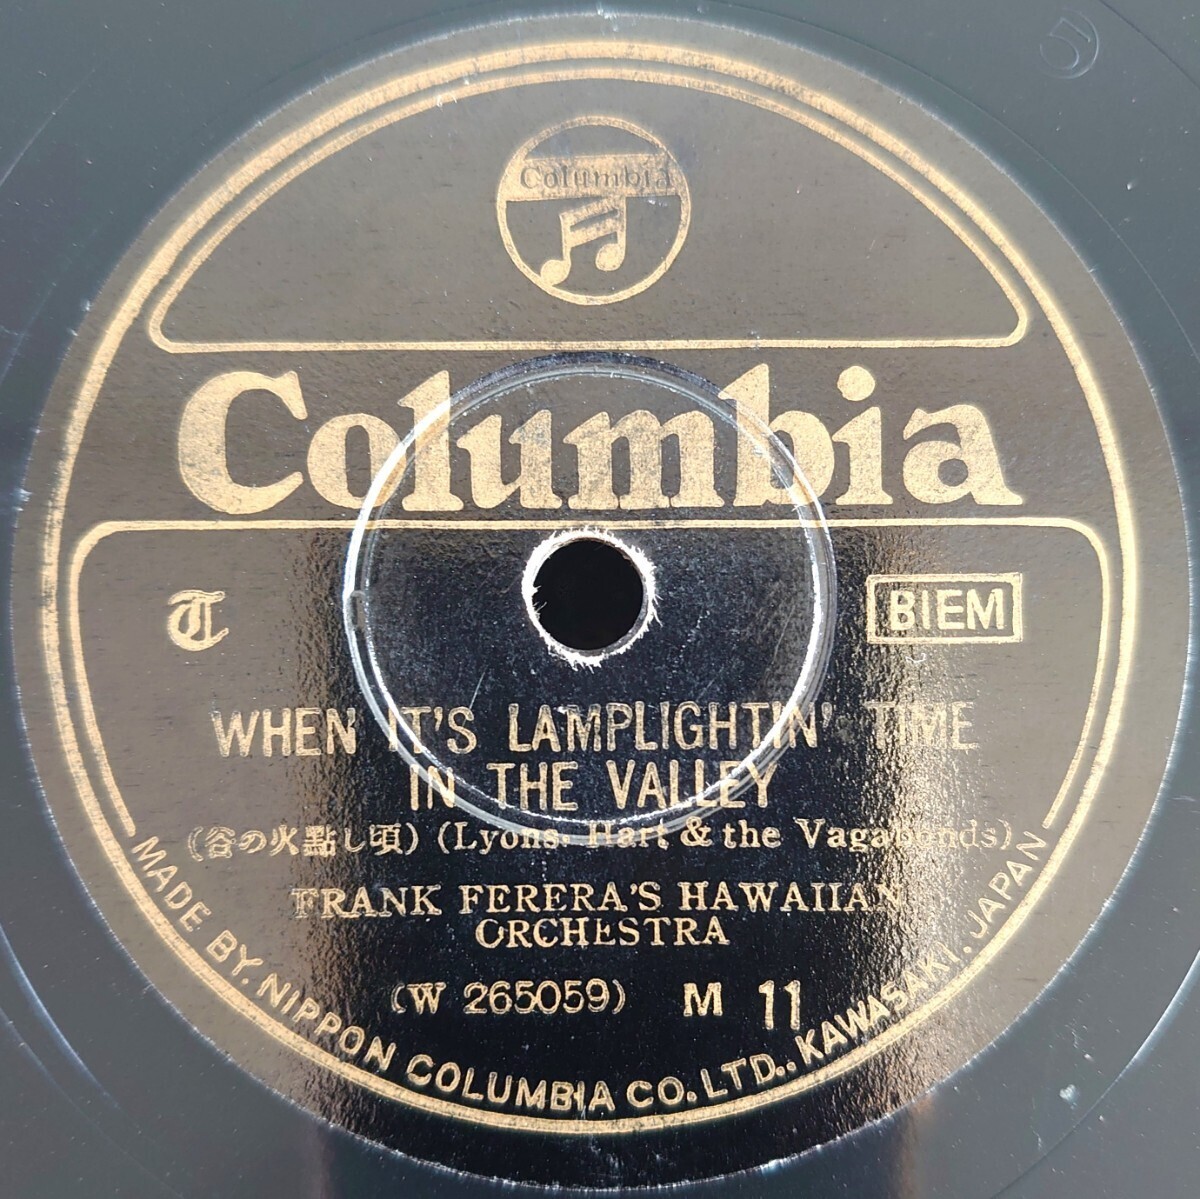 Columbia
Columbia
T
BIEM
WHEN IT'S LAMPLIGHTIN' TIME
IN THE VALLEY
(谷の火點し頃) (Lyons, Hart & the Vagabonds)
FRANK FERERA'S HAWAIIAN
ORCHESTRA
(W 265059) M 11
MADE BY. NIPPON COLUMBIA CO. LTD., KAWASAKI. JAPAN